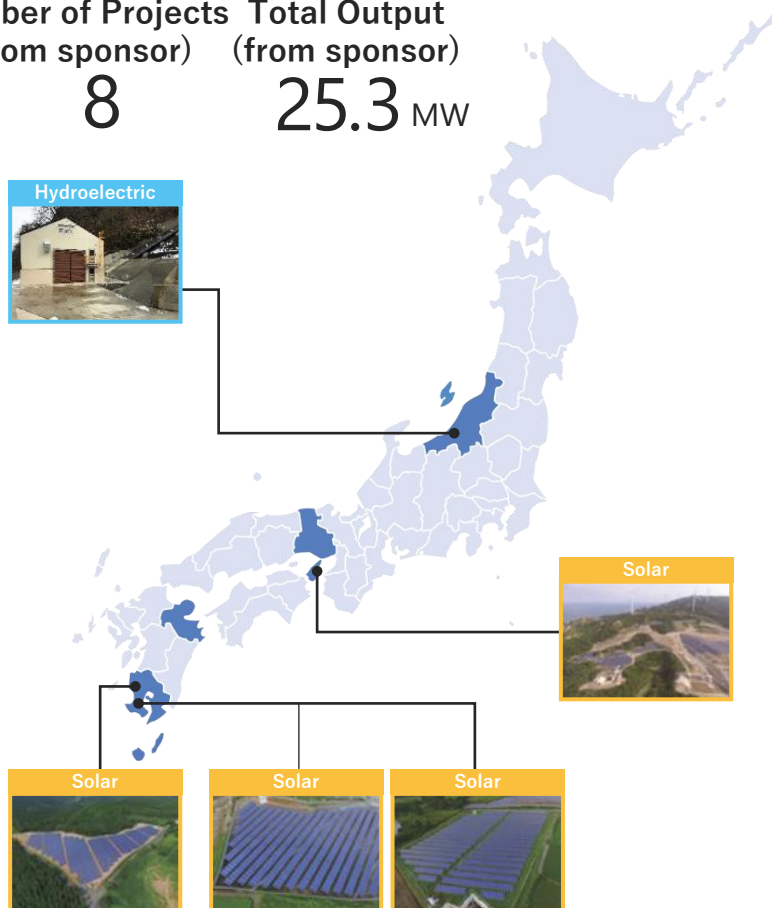 ber of Projects Total Output
om sponsor) (from sponsor)
8 25.3 MW
Hydroelectric
Solar
Solar Solar Solar